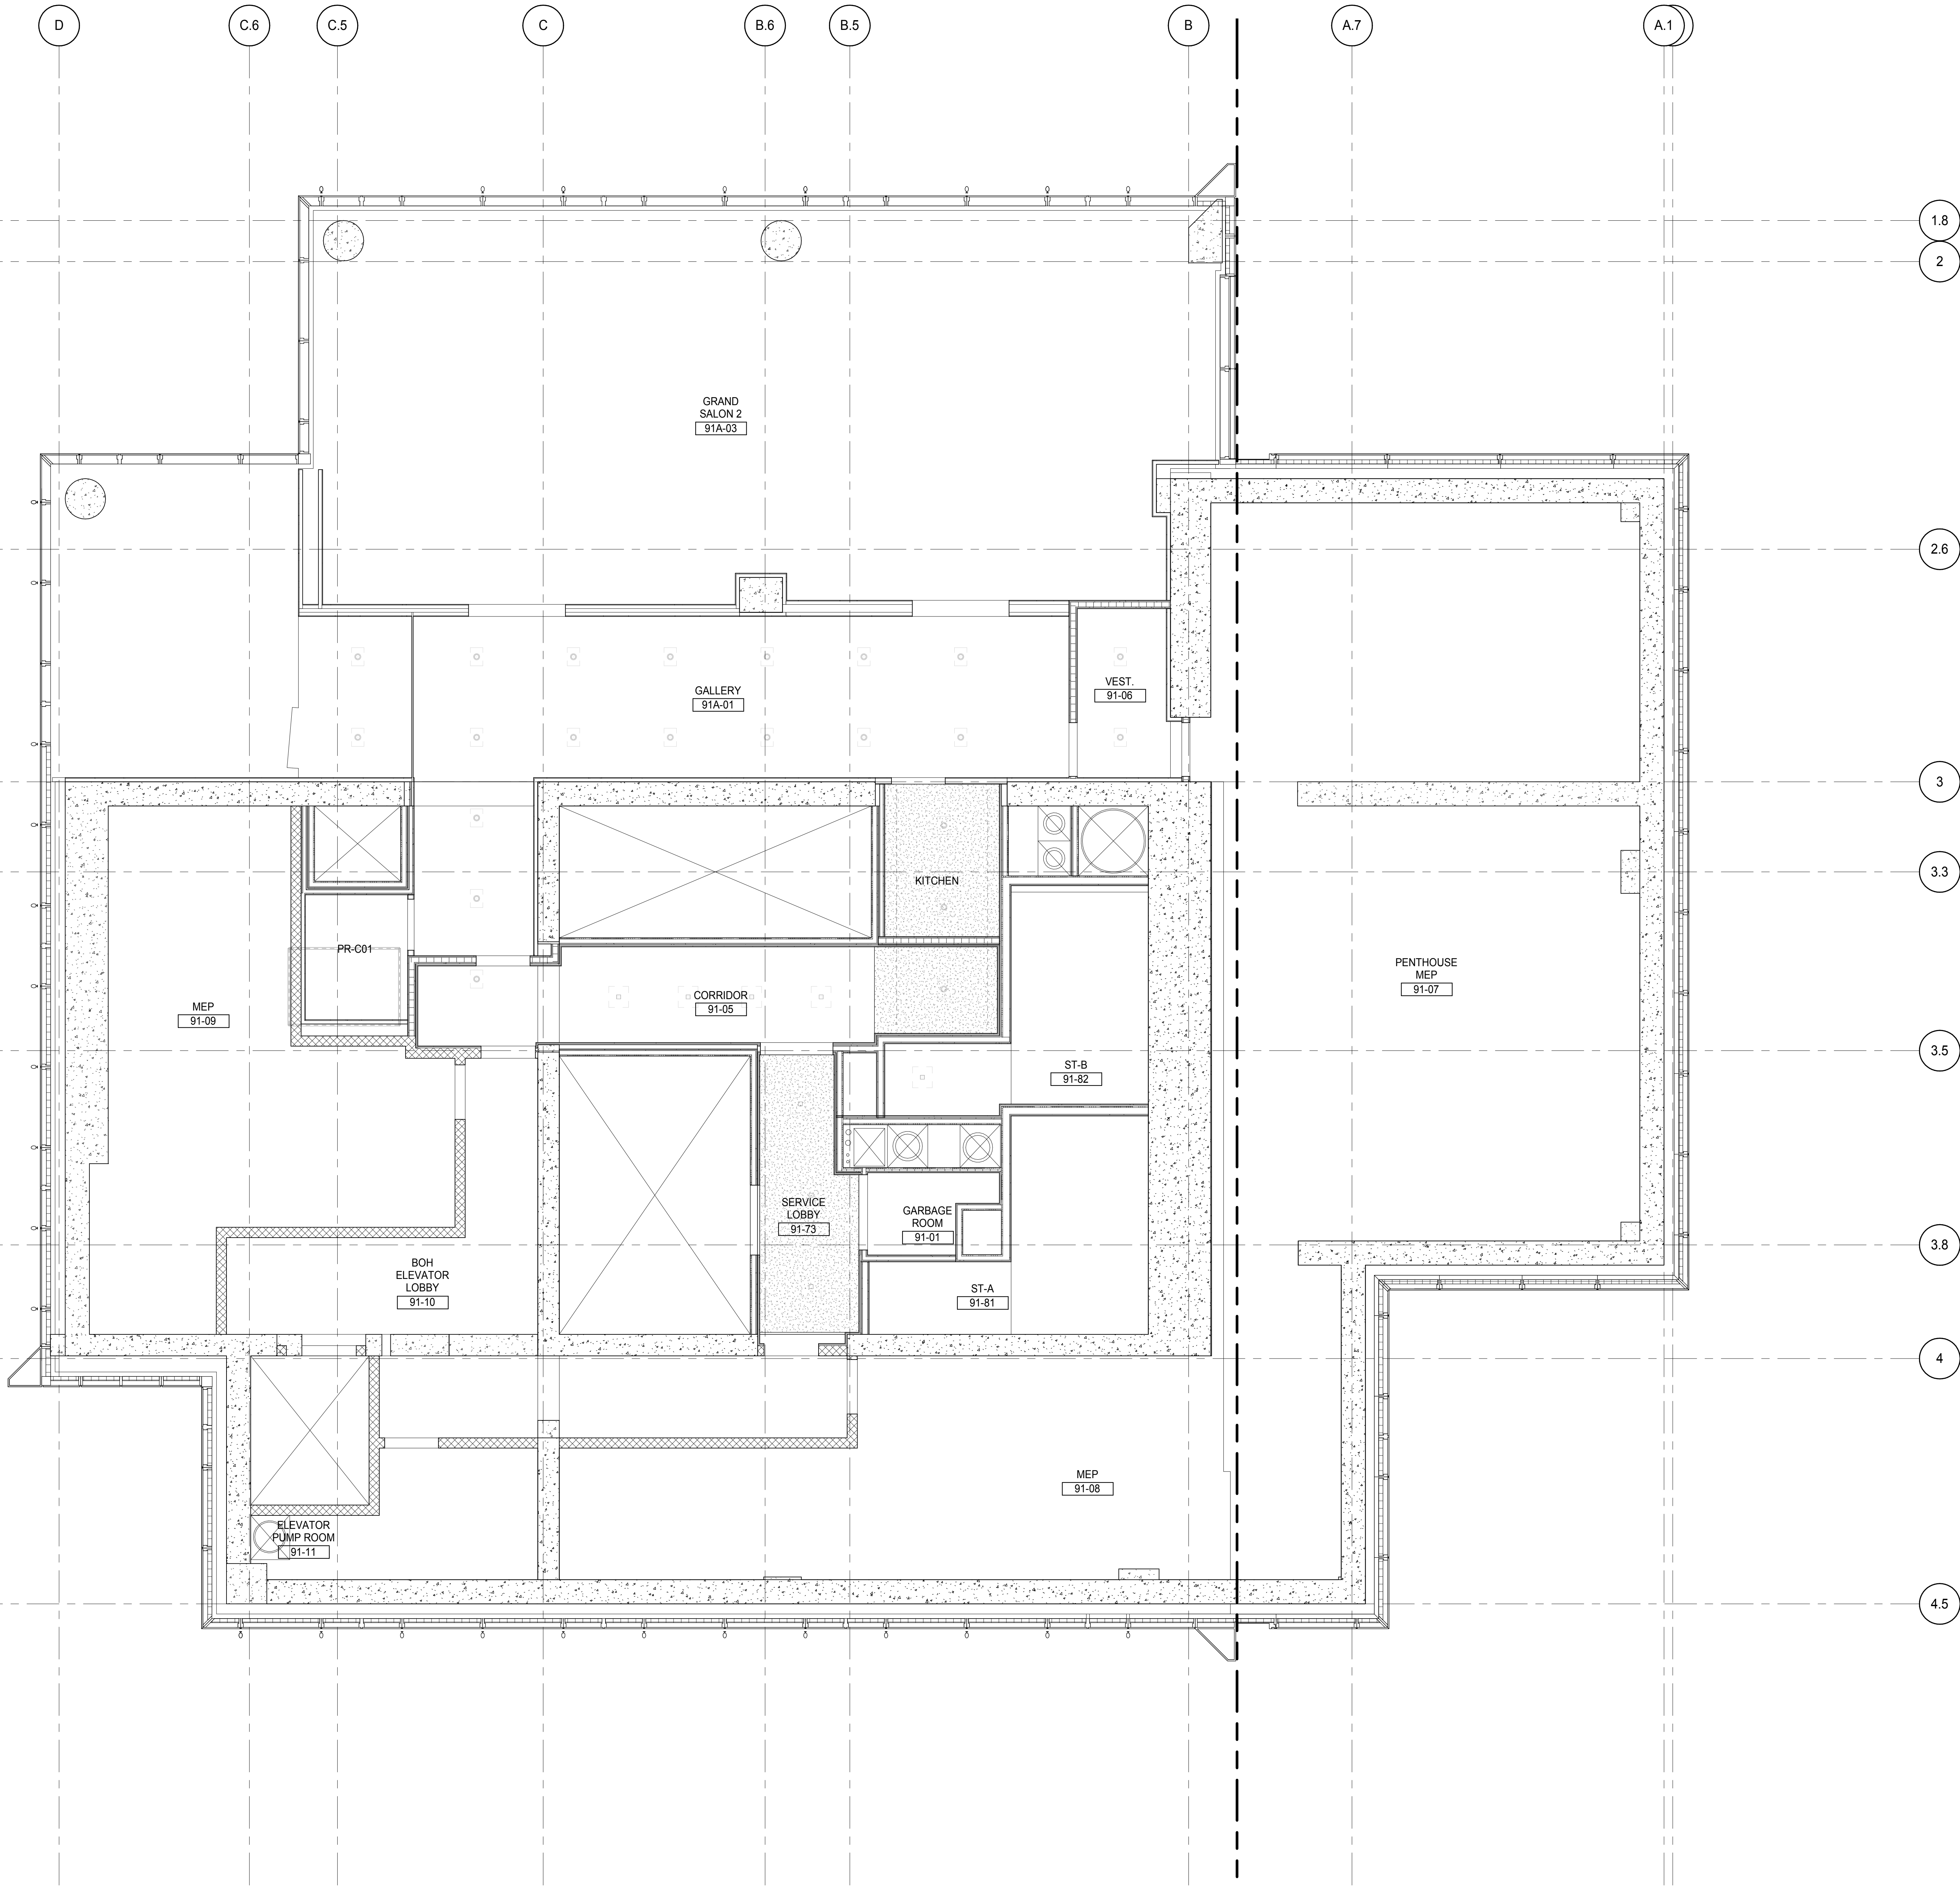 D
C.6
C.5
C
B.6
B.5
B
A.7
A.1
1.8
2
GRAND
SALON 2
91A-03
2.6
VEST.
91-06
GALLERY
91A-01
3
3.3
KITCHEN
PR-C01
PENTHOUSE
MEP
91-07
CORRIDOR
91-05
MEP
91-09
3.5
ST-B
91-82
SERVICE
LOBBY
91-73
GARBAGE
ROOM
91-01
3.8
BOH
ELEVATOR
LOBBY
91-10
ST-A
91-81
4
MEP
91-08
ELEVATOR
PUMP ROOM
91-11
4.5